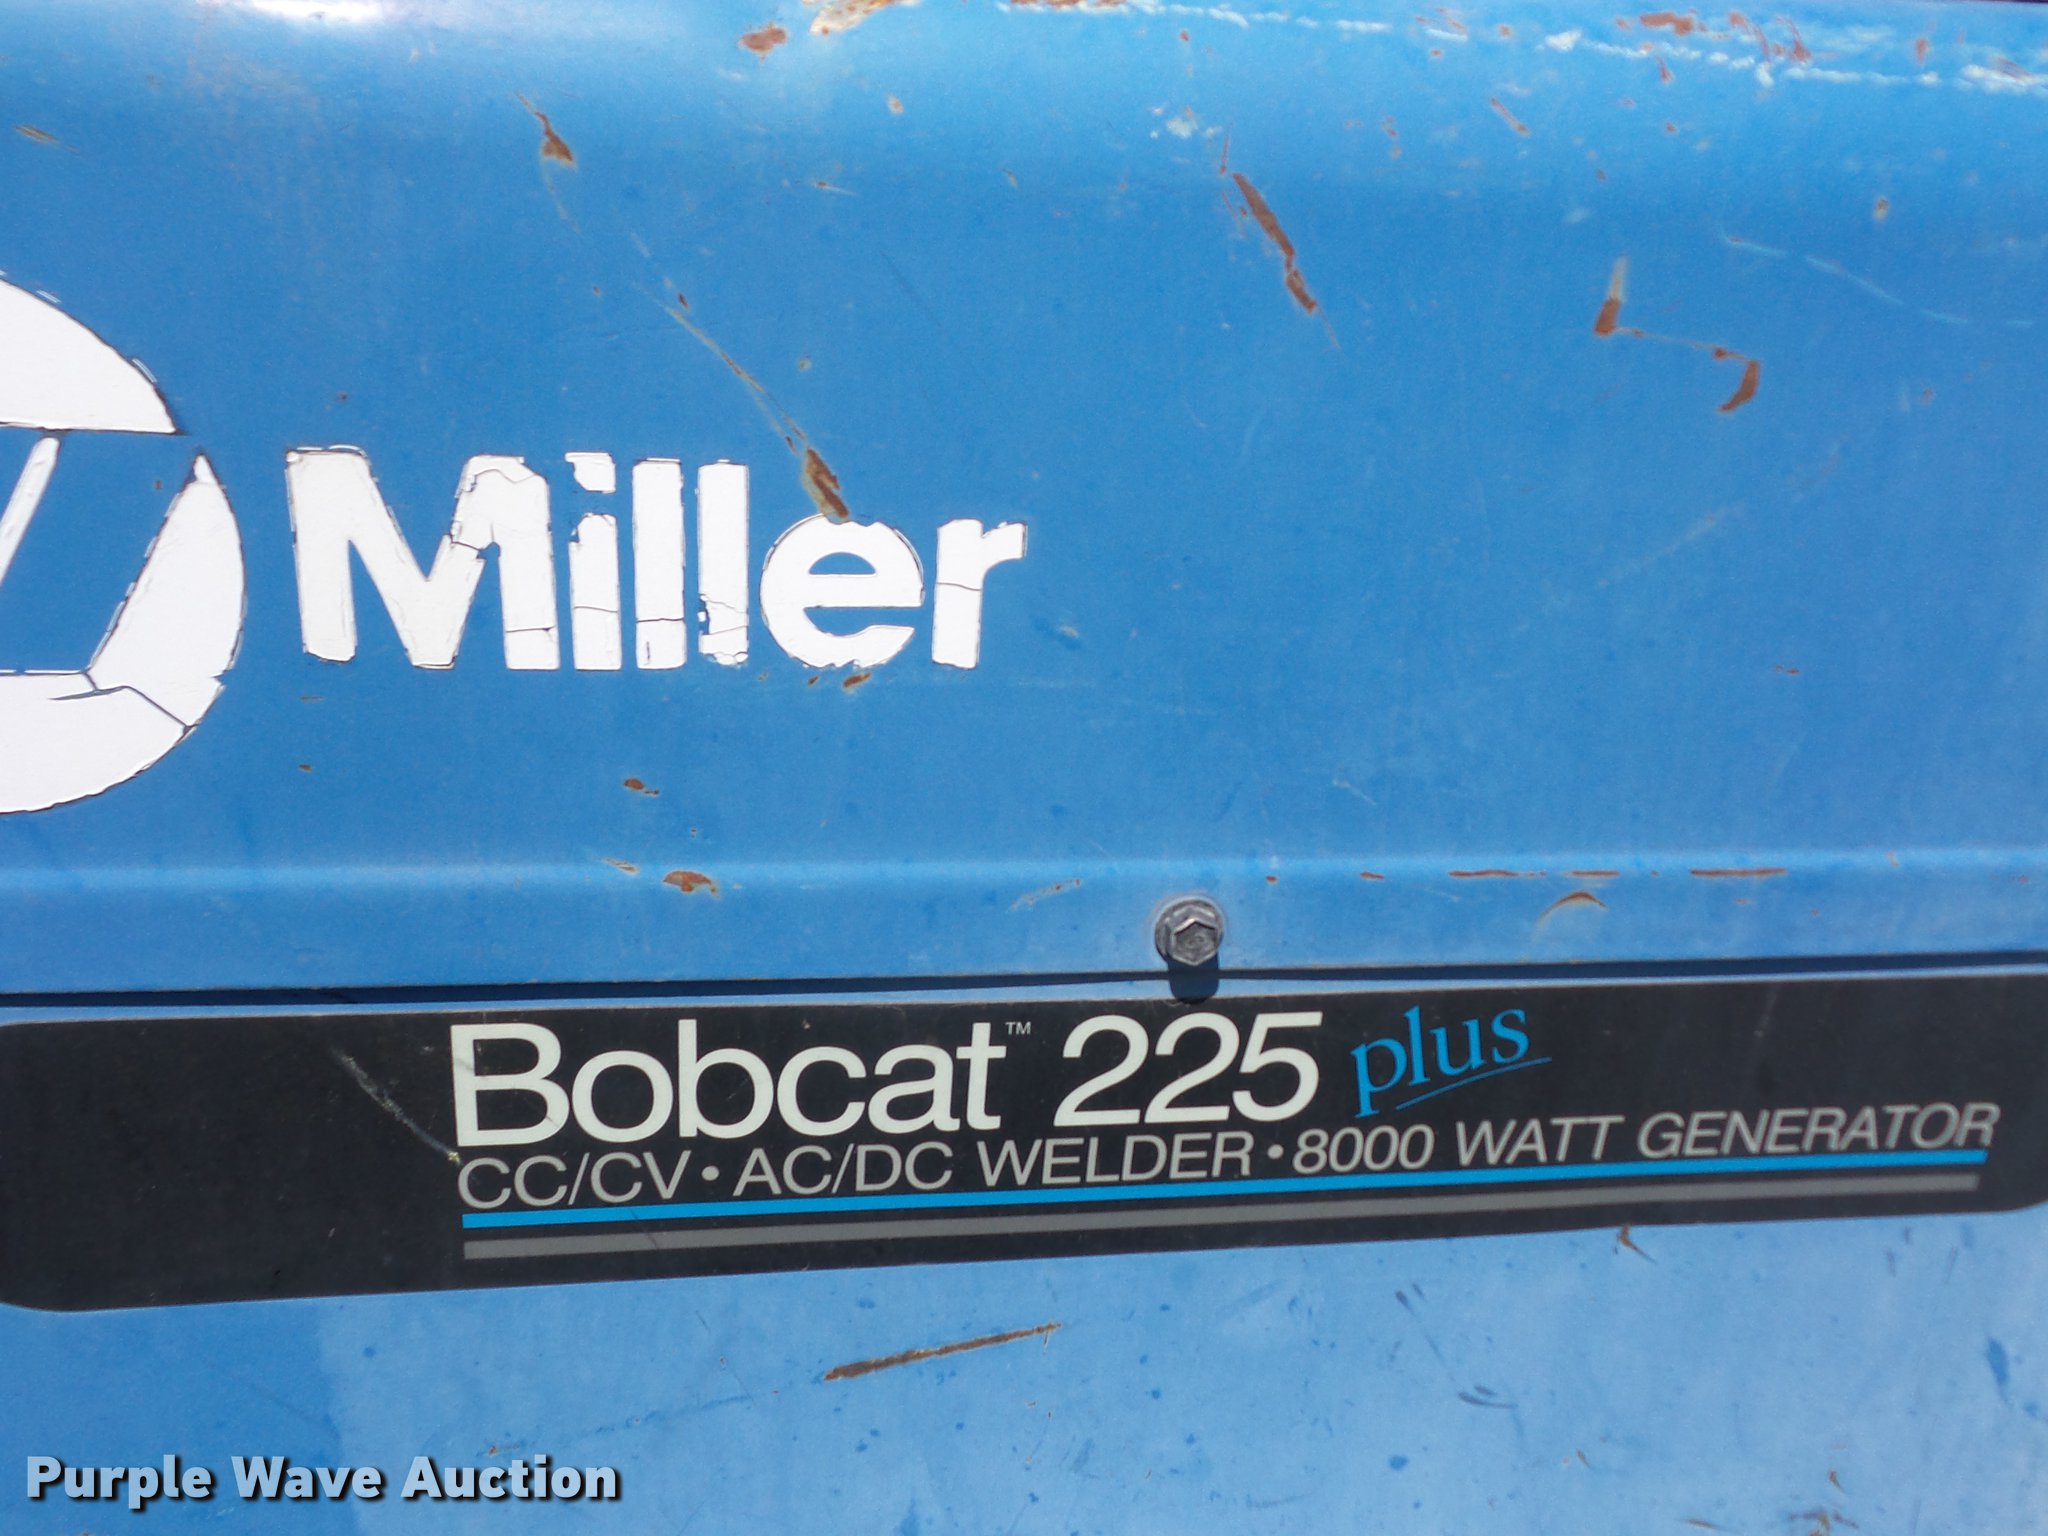 Miller
Bobcat™ 225 plus
CC/CV • AC/DC WELDER • 8000 WATT GENERATOR
Purple Wave Auction